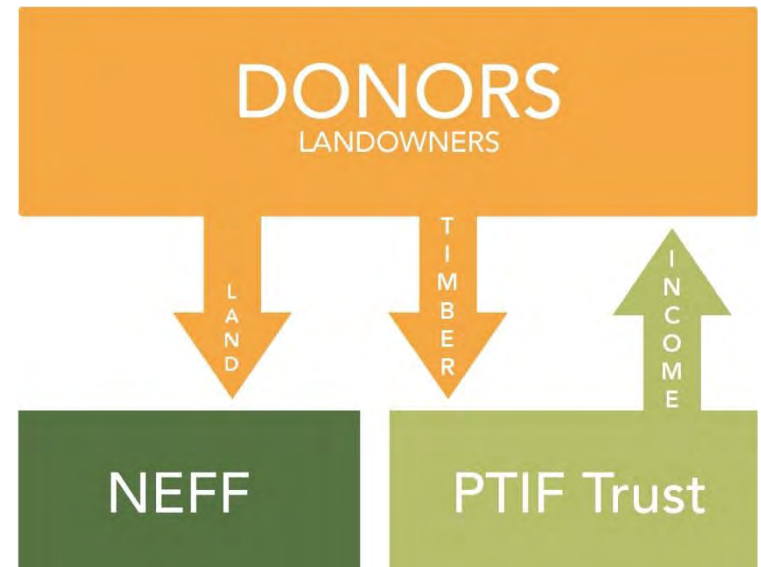 DONORS
LANDOWNERS
LAND
TIMBER
INCOME
NEFF
PTIF Trust